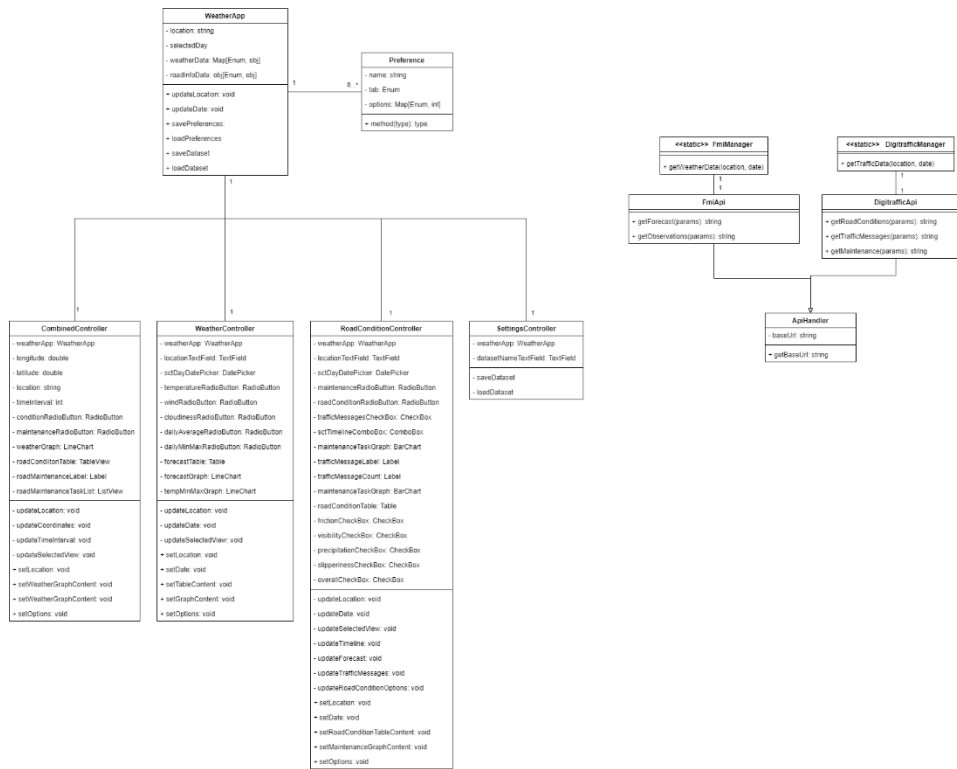 WeatherApp
- location: string
- selectedDay
- weatherData: Map[Enum, obj]
- roadInfoData: obj[Enum, obj]
+ updateLocation: void
+ updateDate: void
+ savePreferences:
+ loadPreferences
+ saveDataset
+ loadDataset
1
0..*
Preference
- name: string
- tab: Enum
- options: Map[Enum, int]
+ method(type): type
1
1
1
1
1
CombinedController
- weatherApp: WeatherApp
- longitude: double
- latitude: double
- location: string
- timeInterval: int
- conditionRadioButton: RadioButton
- maintenanceRadioButton: RadioButton
- weatherGraph: LineChart
- roadConditonTable: TableView
- roadMaintenanceLabel: Label
- roadMaintenanceTaskList: ListView
- updateLocation: void
- updateCoordinates: void
- updateTimeInterval: void
- updateSelectedView: void
+ setLocation: void
+ setWeatherGraphContent: void
+ setWeatherGraphContent: void
+ setOptions: void
WeatherController
- weatherApp: WeatherApp
- locationTextField: TextField
- sctDayDatePicker: DatePicker
- temperatureRadioButton: RadioButton
- windRadioButton: RadioButton
- cloudinessRadioButton: RadioButton
- dailyAverageRadioButton: RadioButton
- dailyMinMaxRadioButton: RadioButton
- forecastTable: Table
- forecastGraph: LineChart
- tempMinMaxGraph: LineChart
- updateLocation: void
- updateDate: void
- updateSelectedView: void
+ setLocation: void
+ setDate: void
+ setTableContent: void
+ setGraphContent: void
+ setOptions: void
RoadConditionController
- weatherApp: WeatherApp
- locationTextField: TextField
- sctDayDatePicker: DatePicker
- maintenanceRadioButton: RadioButton
- roadConditionRadioButton: RadioButton
- trafficMessagesCheckBox: CheckBox
- sctTimelineComboBox: ComboBox
- maintenanceTaskGraph: BarChart
- trafficMessageLabel: Label
- trafficMessageCount: Label
- maintenanceTaskGraph: BarChart
- roadConditionTable: Table
- frictionCheckBox: CheckBox
- visibilityCheckBox: CheckBox
- precipitationCheckBox: CheckBox
- slipperinessCheckBox: CheckBox
- overallCheckBox: CheckBox
- updateLocation: void
- updateDate: void
- updateSelectedView: void
- updateTimeline: void
- updateForecast: void
- updateTrafficMessages: void
- updateRoadConditionOptions: void
+ setLocation: void
+ setDate: void
+ setRoadConditionTableContent: void
+ setMaintenanceGraphContent: void
+ setOptions: void
SettingsController
- weatherApp: WeatherApp
- datasetNameTextField: TextField
- saveDataset
- loadDataset
<<static>> FmiManager
+ getWeatherData(location, date)
1
1
FmiApi
+ getForecast(params): string
+ getObservations(params): string
<<static>> DigitrafficManager
+ getTrafficData(location, date)
1
1
DigitrafficApi
+ getRoadConditions(params): string
+ getTrafficMessages(params): string
+ getMaintenance(params): string
ApiHandler
- baseUrl: string
+ getBaseUrl: string